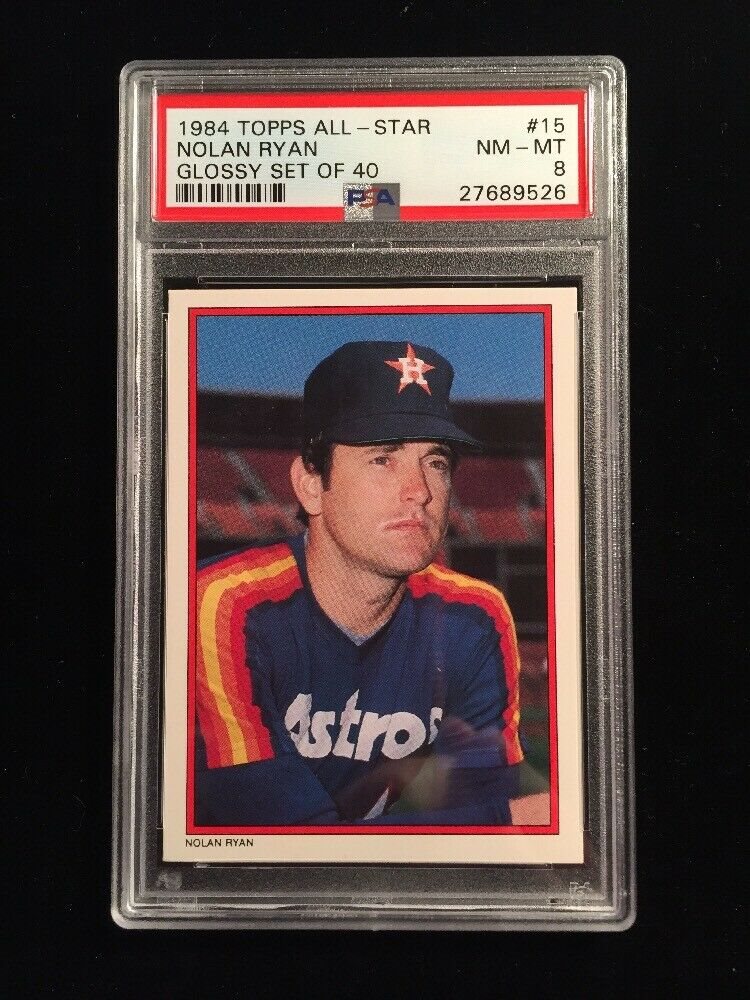 1984 TOPPS ALL-STAR #15
NOLAN RYAN NM-MT
GLOSSY SET OF 40 8
PSA 27689526
H
Astros
NOLAN RYAN